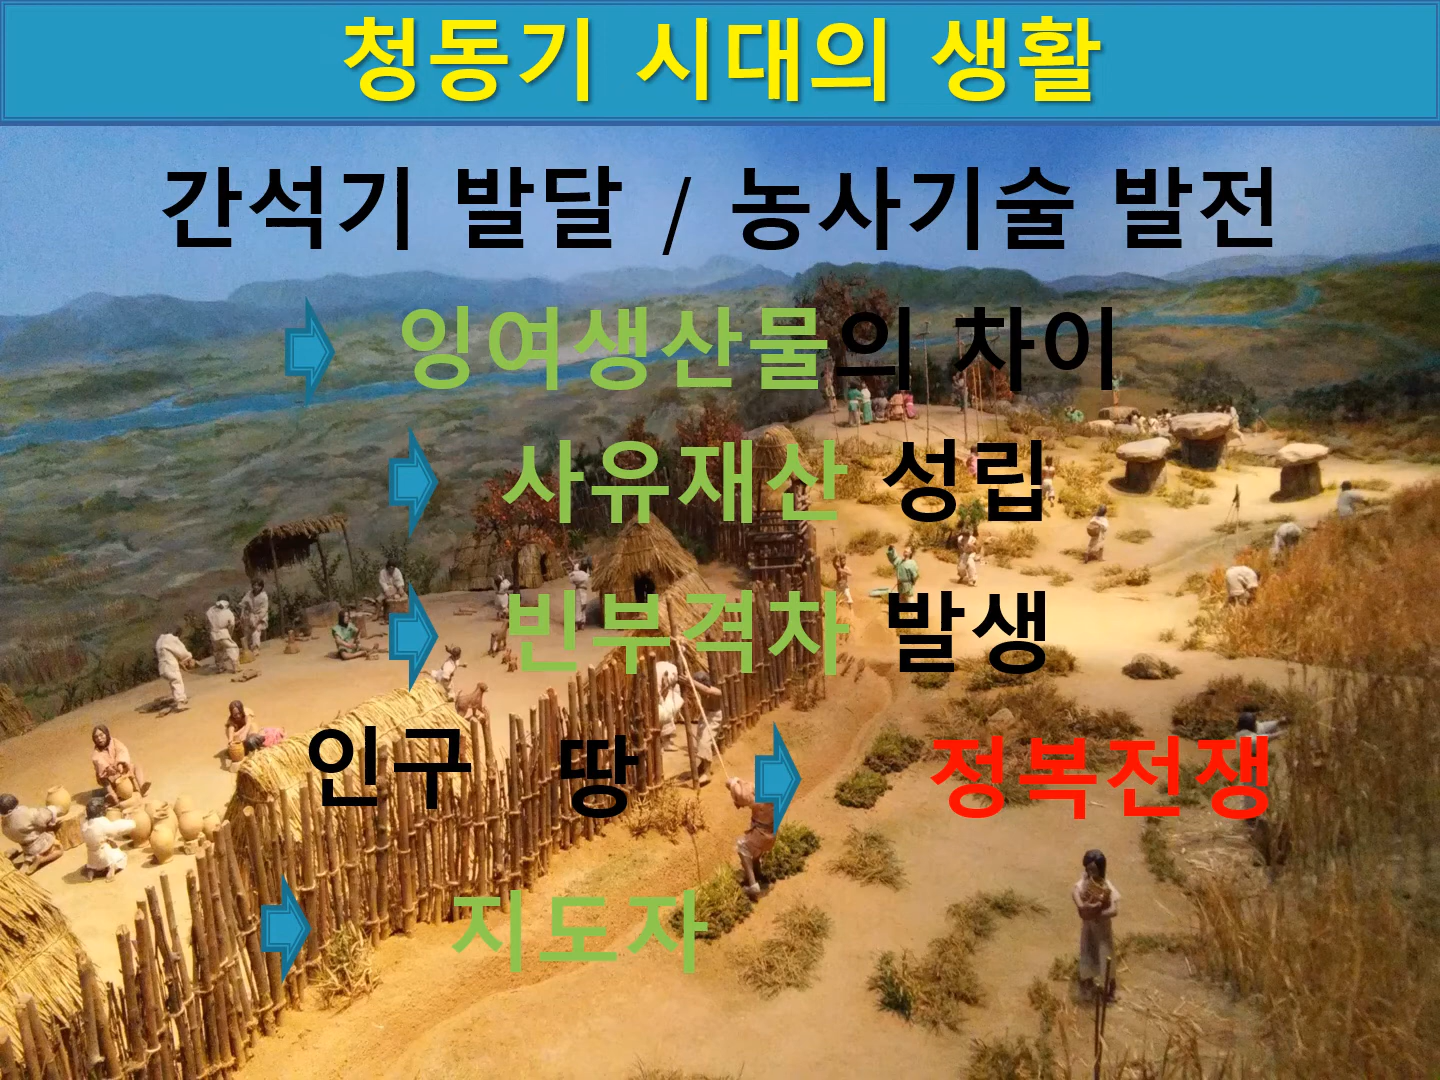 청동기 시대의 생활
간석기 발달 / 농사기술 발전
잉여생산물의 차이
사유재산 성립
빈부격차 발생
인구 땅 정복전쟁
지도자